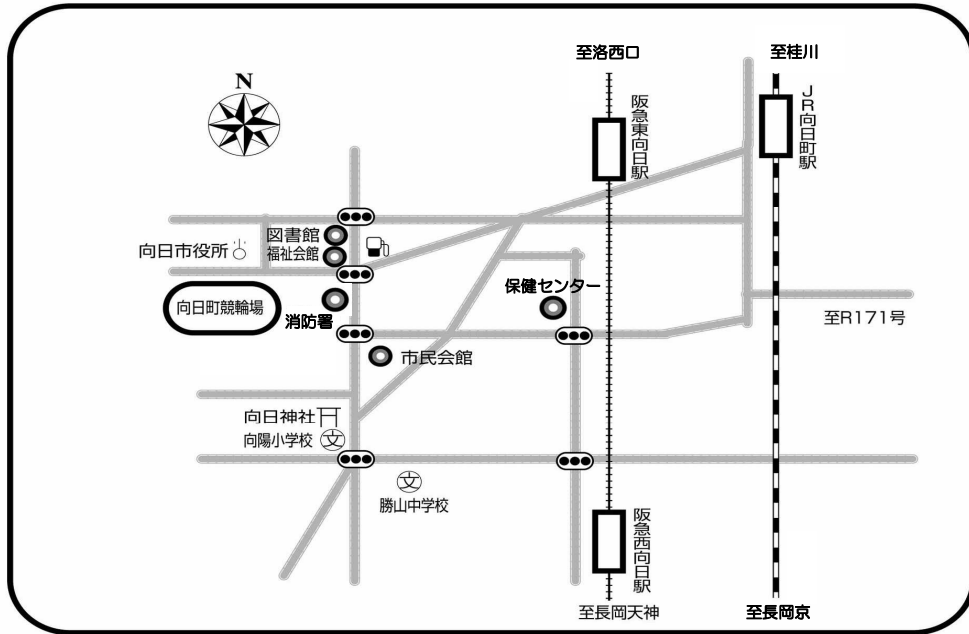 至洛西口
至桂川
N
阪急東向日駅
JR向日町駅
図書館
向日市役所
福祉会館
保健センター
向日町競輪場
消防署
至R171号
市民会館
向日神社
向陽小学校
文
文
勝山中学校
阪急西向日駅
至長岡天神
至長岡京